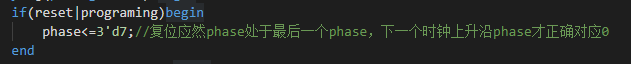 if(reset|programing)begin
phase<=3'd7;//复位应然phase处于最后一个phase，下一个时钟上升沿phase才正确对应0
end